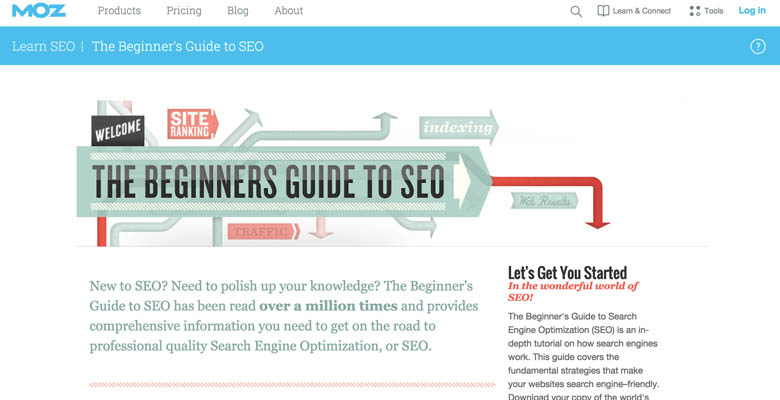 MOZ Products Pricing Blog About Learn & Connect Tools Log in
Learn SEO | The Beginner's Guide to SEO ?
WELCOME
SITE
RANKING
indexing
THE BEGINNERS GUIDE TO SEO
Web Results
TRAFFIC
New to SEO? Need to polish up your knowledge? The Beginner's
Guide to SEO has been read over a million times and provides
comprehensive information you need to get on the road to
professional quality Search Engine Optimization, or SEO.
Let's Get You Started
In the wonderful world of
SEO!
The Beginner's Guide to Search
Engine Optimization (SEO) is an in-
depth tutorial on how search engines
work. This guide covers the
fundamental strategies that make
your websites search engine–friendly.
Download your copy of the world's